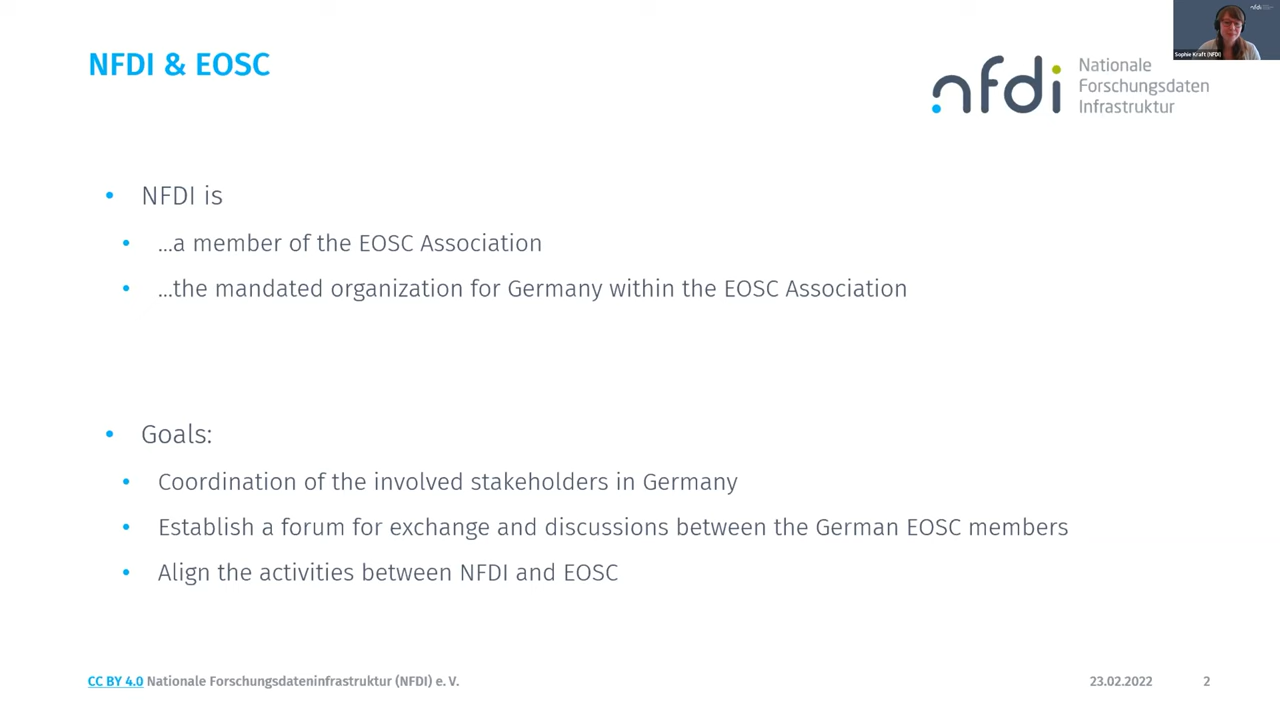 NFDI & EOSC
Sophie Kraft (NFDI)
nfdi
Nationale
Forschungsdaten
Infrastruktur
• NFDI is
• ...a member of the EOSC Association
• ...the mandated organization for Germany within the EOSC Association
• Goals:
• Coordination of the involved stakeholders in Germany
• Establish a forum for exchange and discussions between the German EOSC members
• Align the activities between NFDI and EOSC
CC BY 4.0 Nationale Forschungsdateninfrastruktur (NFDI) e. V.
23.02.2022
2